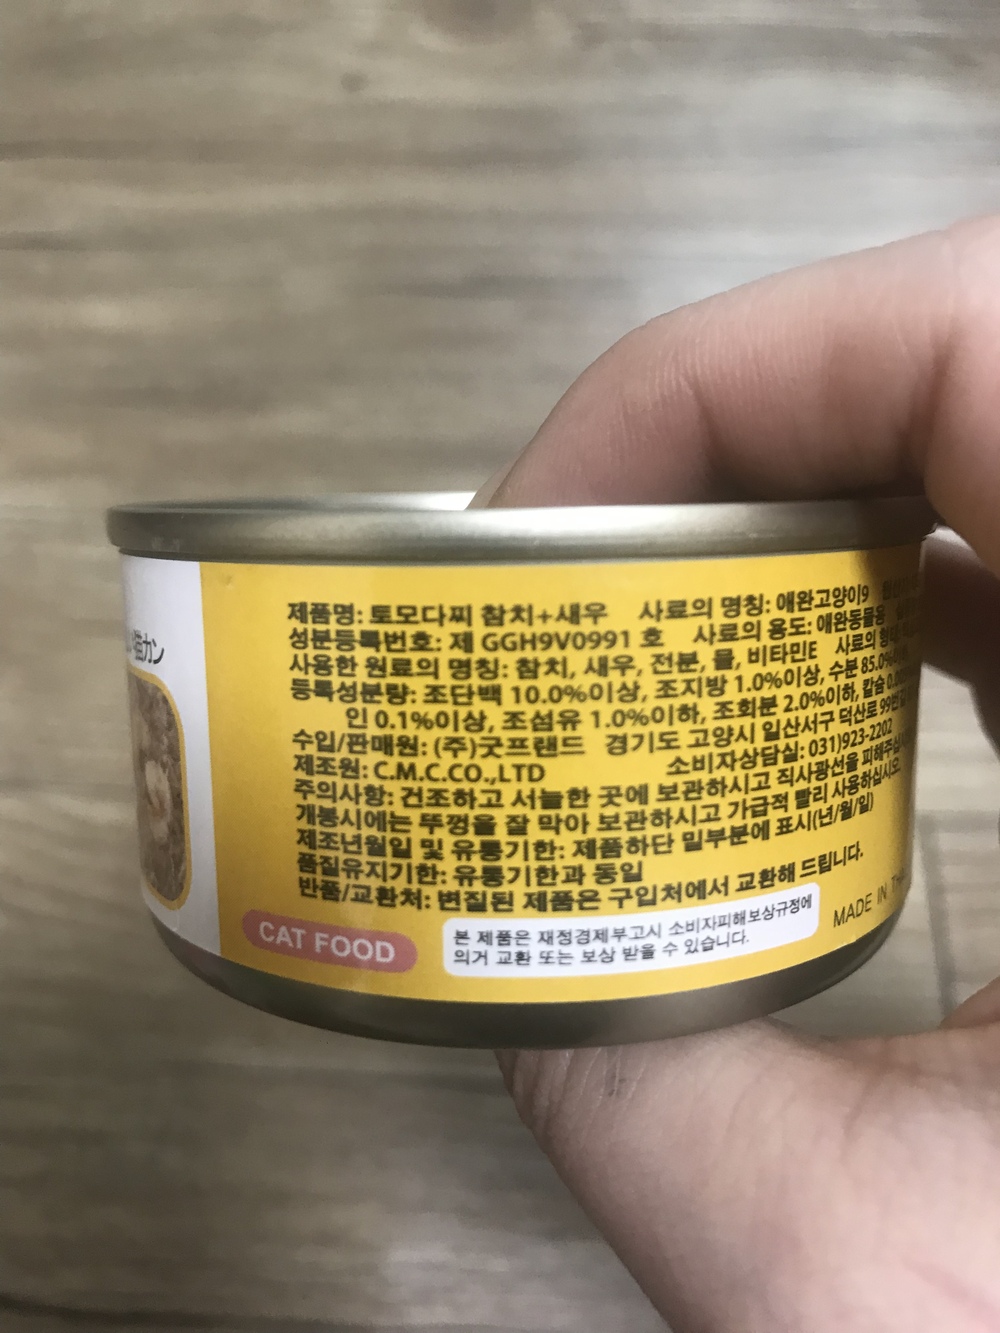 猫カン
제품명: 토모다찌 참치+새우 사료의 명칭: 애완고양이9
성분등록번호: 제 GGH9V0991 호 사료의 용도: 애완동물용
사용한 원료의 명칭: 참치, 새우, 전분, 물, 비타민E 사료의 형태:
등록성분량: 조단백 10.0%이상, 조지방 1.0%이상, 수분 85.0%
인 0.1%이상, 조섬유 1.0%이하, 조회분 2.0%이하, 칼슘
수입/판매원: (주)굿프랜드 경기도 고양시 일산서구 덕산로 99번길
제조원: C.M.C.CO.,LTD 소비자상담실: 031)923-2202
주의사항: 건조하고 서늘한 곳에 보관하시고 직사광선을 피해주십
개봉시에는 뚜껑을 잘 막아 보관하시고 가급적 빨리 사용하십시오.
제조년월일 및 유통기한: 제품하단 밑부분에 표시(년/월/일)
품질유지기한: 유통기한과 동일
반품/교환처: 변질된 제품은 구입처에서 교환해 드립니다.
CAT FOOD
본 제품은 재정경제부고시 소비자피해보상규정에
의거 교환 또는 보상 받을 수 있습니다.
MADE IN